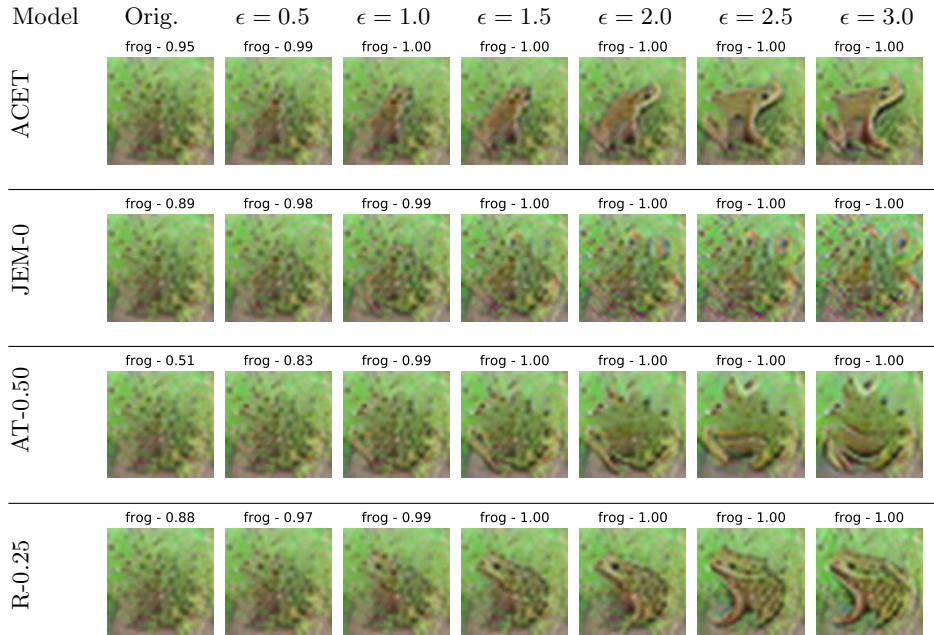 Model Orig. ϵ = 0.5 ϵ = 1.0 ϵ = 1.5 ϵ = 2.0 ϵ = 2.5 ϵ = 3.0
frog - 0.95 frog - 0.99 frog - 1.00 frog - 1.00 frog - 1.00 frog - 1.00 frog - 1.00
ACET
frog - 0.89 frog - 0.98 frog - 0.99 frog - 1.00 frog - 1.00 frog - 1.00 frog - 1.00
JEM-0
frog - 0.51 frog - 0.83 frog - 0.99 frog - 1.00 frog - 1.00 frog - 1.00 frog - 1.00
AT-0.50
frog - 0.88 frog - 0.97 frog - 0.99 frog - 1.00 frog - 1.00 frog - 1.00 frog - 1.00
R-0.25